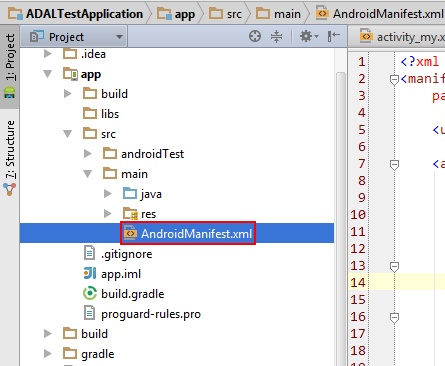 ADALTestApplication app src main AndroidManifest.xml
1: Project
7: Structure
Project
.idea
app
build
libs
src
androidTest
main
java
res
AndroidManifest.xml
.gitignore
app.iml
build.gradle
proguard-rules.pro
build
gradle
activity_my.x
1 <?xml
2 <manif
3 pa
4
5 <u
6
7 <a
8
9
10
11
12
13
14
15
16
17
18